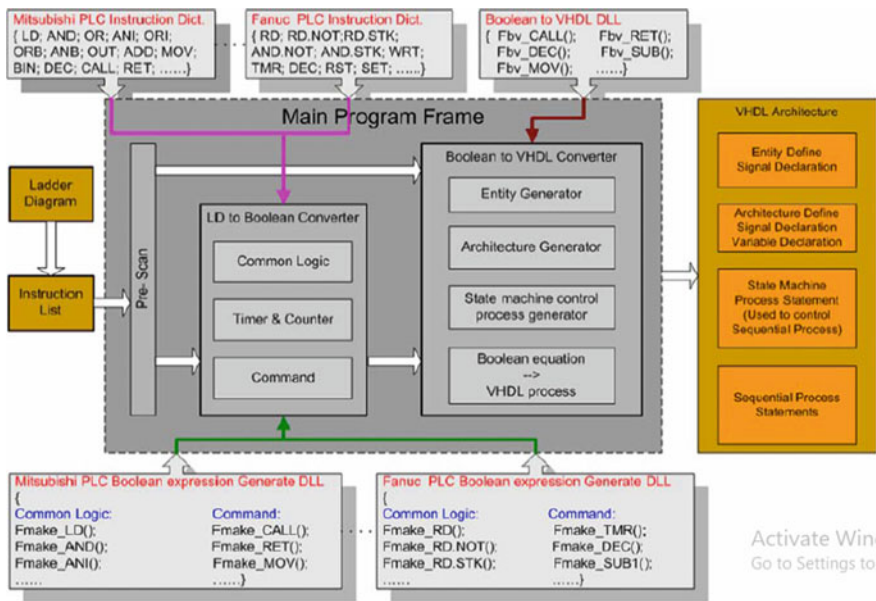 Mitsubishi PLC Instruction Dict.
{ LD; AND; OR; ANI; ORI;
ORB; ANB; OUT; ADD; MOV;
BIN; DEC; CALL; RET; ......}
Fanuc PLC Instruction Dict.
{ RD; RD.NOT;RD.STK;
AND.NOT; AND.STK; WRT;
TMR; DEC; RST; SET; ......}
Boolean to VHDL DLL
{ Fbv_CALL(); Fbv_RET();
Fbv_DEC(); Fbv_SUB();
Fbv_MOV(); ......}
Main Program Frame
Ladder
Diagram
Instruction
List
Pre- Scan
LD to Boolean Converter
Common Logic
Timer & Counter
Command
Boolean to VHDL Converter
Entity Generator
Architecture Generator
State machine control
process generator
Boolean equation
-->
VHDL process
VHDL Architecture
Entity Define
Signal Declaration
Architecture Define
Signal Declaration
Variable Declaration
State Machine
Process Statement
(Used to control
Sequential Process)
Sequential Process
Statements
Mitsubishi PLC Boolean expression Generate DLL
{
Common Logic: Command:
Fmake_LD(); Fmake_CALL();
Fmake_AND(); Fmake_RET();
Fmake_ANI(); Fmake_MOV();
...... ......}
Fanuc PLC Boolean expression Generate DLL
{
Common Logic: Command:
Fmake_RD(); Fmake_TMR();
Fmake_RD.NOT(); Fmake_DEC();
Fmake_RD.STK(); Fmake_SUB1();
...... ......}
Activate Win
Go to Settings to